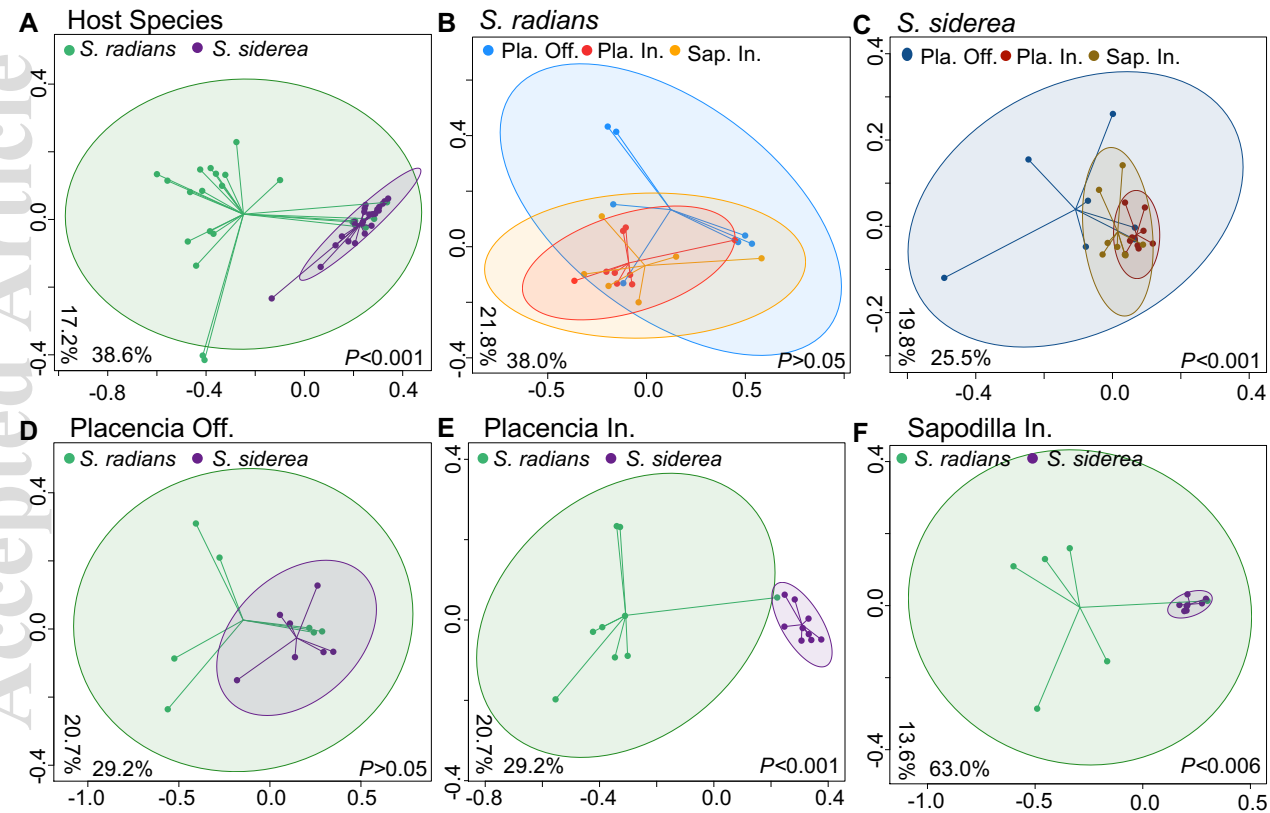 Accepted Article
A Host Species
S. radians S. siderea
0.4
0.0
-0.4
17.2%
38.6%
P<0.001
-0.8 -0.4 0.0 0.4
B S. radians
Pla. Off. Pla. In. Sap. In.
0.4
0.0
-0.4
21.8%
38.0%
P>0.05
-0.5 0.0 0.5
C S. siderea
Pla. Off. Pla. In. Sap. In.
0.4
0.2
0.0
-0.2
19.8%
25.5%
P<0.001
-0.4 0.0 0.4
D Placencia Off.
S. radians S. siderea
0.4
0.0
-0.4
20.7%
29.2%
P>0.05
-1.0 -0.5 0.0 0.5
E Placencia In.
S. radians S. siderea
0.4
0.0
-0.4
20.7%
29.2%
P<0.001
-0.8 -0.4 0.0 0.4
F Sapodilla In.
S. radians S. siderea
0.4
0.0
-0.4
13.6%
63.0%
P<0.006
-1.0 -0.5 0.0 0.5